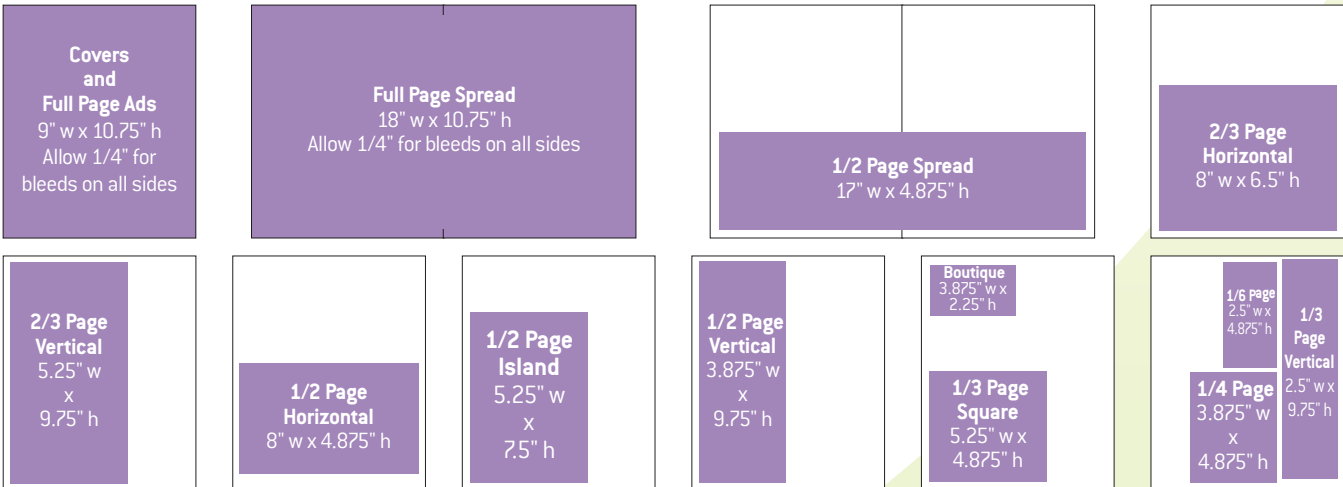 Covers
and
Full Page Ads
9" w x 10.75" h
Allow 1/4" for
bleeds on all sides
Full Page Spread
18" w x 10.75" h
Allow 1/4" for bleeds on all sides
1/2 Page Spread
17" w x 4.875" h
2/3 Page
Horizontal
8" w x 6.5" h
2/3 Page
Vertical
5.25" w
x
9.75" h
1/2 Page
Horizontal
8" w x 4.875" h
1/2 Page
Island
5.25" w
x
7.5" h
1/2 Page
Vertical
3.875" w
x
9.75" h
Boutique
3.875" w x
2.25" h
1/3 Page
Square
5.25" w x
4.875" h
1/6 Page
2.5" w x
4.875" h
1/4 Page
3.875" w
x
4.875" h
1/3
Page
Vertical
2.5" w x
9.75" h